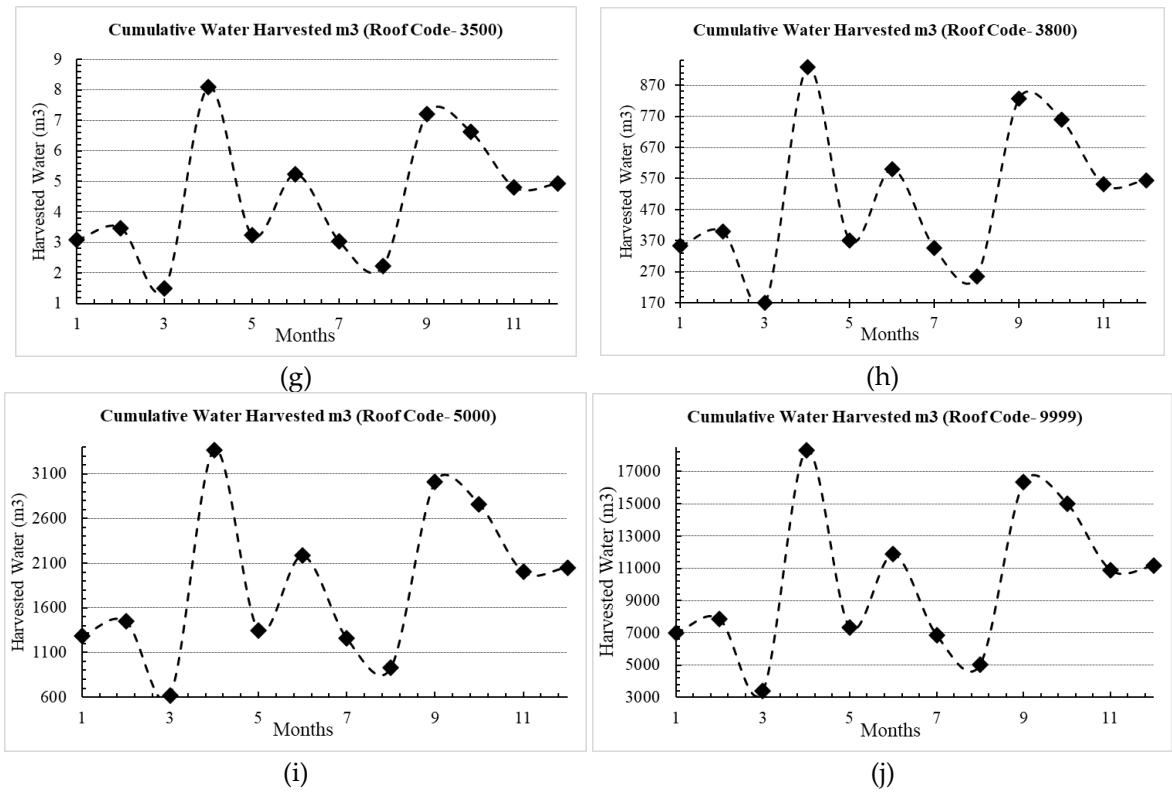 Cumulative Water Harvested m3 (Roof Code- 3500)
Harvested Water (m3)
9
8
7
6
5
4
3
2
1
1 3 5 7 9 11
Months
(g)
Cumulative Water Harvested m3 (Roof Code- 3800)
Harvested Water (m3)
870
770
670
570
470
370
270
170
1 3 5 7 9 11
Months
(h)
Cumulative Water Harvested m3 (Roof Code- 5000)
Harvested Water (m3)
3100
2600
2100
1600
1100
600
1 3 5 7 9 11
Months
(i)
Cumulative Water Harvested m3 (Roof Code- 9999)
Harvested Water (m3)
17000
15000
13000
11000
9000
7000
5000
3000
1 3 5 7 9 11
Months
(j)